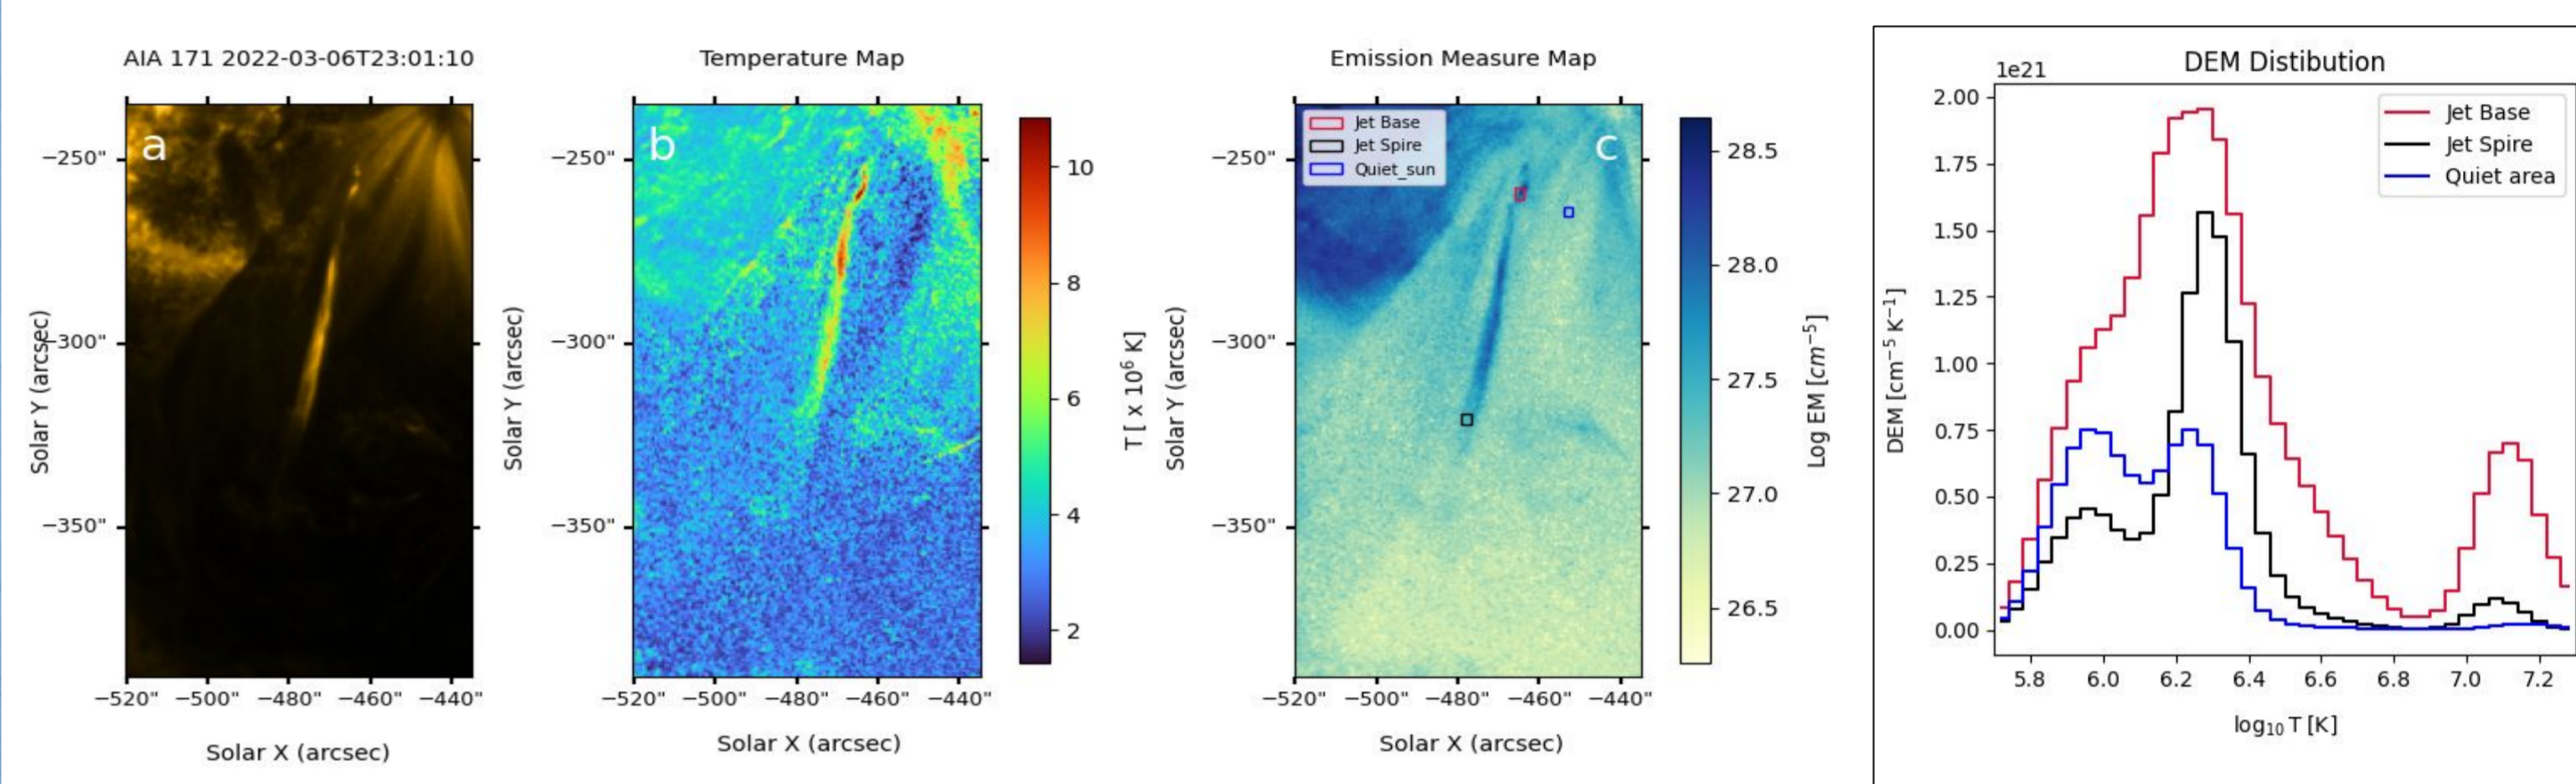 AIA 171 2022-03-06T23:01:10
a
−250"
−300"
−350"
Solar Y (arcsec)
−520" −500" −480" −460" −440"
Solar X (arcsec)
Temperature Map
b
−250"
−300"
−350"
Solar Y (arcsec)
−520" −500" −480" −460" −440"
Solar X (arcsec)
10
8
6
4
2
T [ x 10⁶ K]
Emission Measure Map
Jet Base
Jet Spire
Quiet_sun
c
−250"
−300"
−350"
Solar Y (arcsec)
−520" −500" −480" −460" −440"
Solar X (arcsec)
28.5
28.0
27.5
27.0
26.5
Log EM [cm⁻⁵]
DEM Distibution
1e21
Jet Base
Jet Spire
Quiet area
2.00
1.75
1.50
1.25
1.00
0.75
0.50
0.25
0.00
DEM [cm⁻⁵ K⁻¹]
5.8 6.0 6.2 6.4 6.6 6.8 7.0 7.2
log₁₀ T [K]